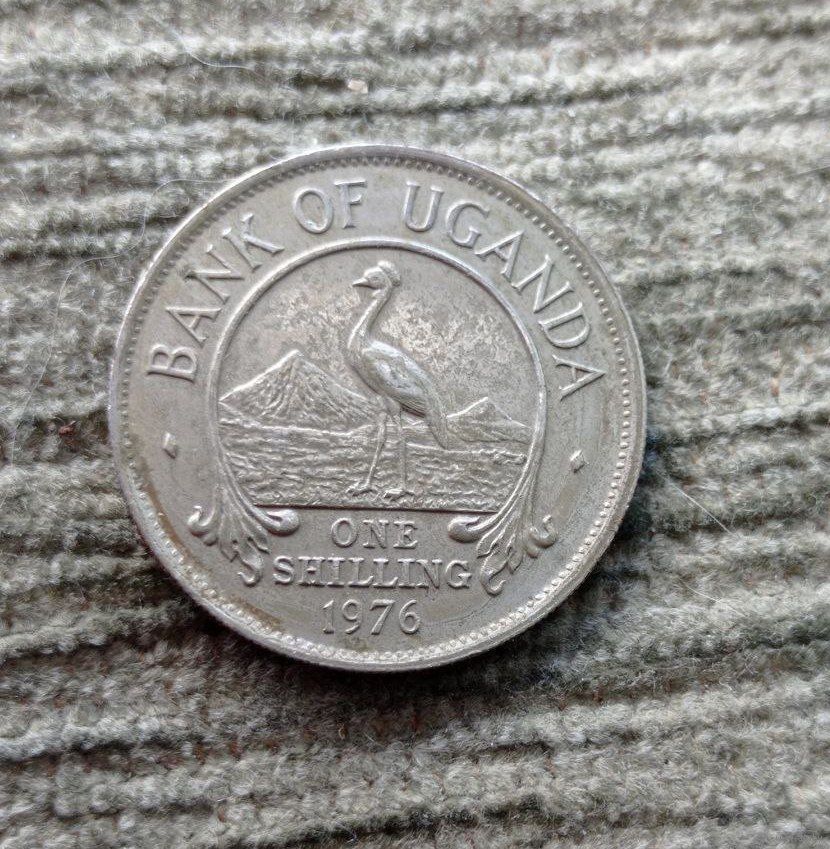 BANK OF UGANDA
ONE
SHILLING
1976